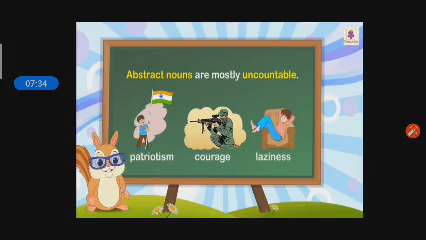 07:34
Abstract nouns are mostly uncountable.
patriotism courage laziness